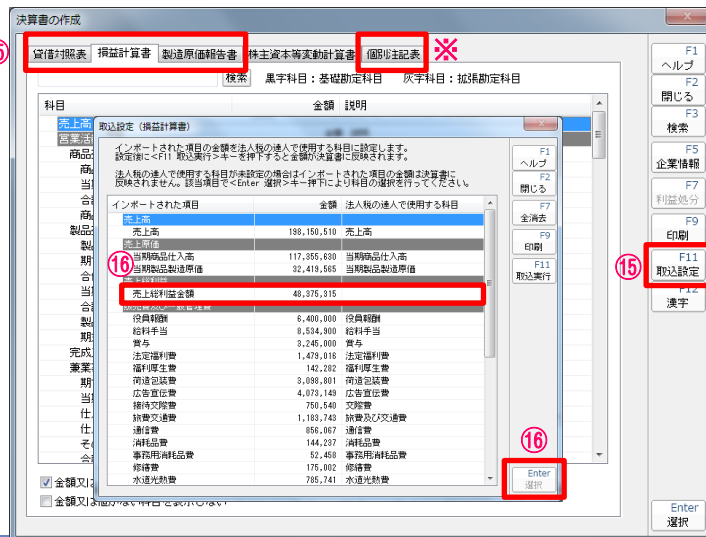 決算書の作成
貸借対照表 損益計算書 製造原価報告書 株主資本等変動計算書 個別注記表 ※
検索 黒字科目：基礎勘定科目 灰字科目：拡張勘定科目
科目 金額 説明
売上高
取込設定（損益計算書）
インポートされた項目の金額を法人税の達人で使用する科目に設定します。
設定後に<F11 取込実行>キーを押下すると金額が決算書に反映されます。
法人税の達人で使用する科目が未設定の場合はインポートされた項目の金額は決算書に
反映されません。該当項目で<Enter 選択>キー押下により科目の選択を行ってください。
インポートされた項目 金額 法人税の達人で使用する科目
売上高
売上高 198,150,510 売上高
売上原価
⑯
当期商品仕入高 117,355,630 当期商品仕入高
当期製品製造原価 32,419,565 当期製品製造原価
売上総利益金額 48,375,315
役員報酬 6,400,000 役員報酬
給料手当 8,534,900 給料手当
賞与 3,245,000 賞与
法定福利費 1,479,016 法定福利費
福利厚生費 142,202 福利厚生費
荷造包装費 3,098,801 荷造包装費
広告宣伝費 4,073,149 広告宣伝費
接待交際費 750,540 交際費
旅費交通費 1,183,743 旅費及び交通費
通信費 856,067 通信費
消耗品費 144,237 消耗品費
事務用消耗品費 52,458 事務用消耗品費
修繕費 175,002 修繕費
水道光熱費 785,741 水道光熱費
F1
ヘルプ
F2
閉じる
F7
全消去
F9
印刷
F11
取込実行
⑯
Enter
選択
F1
ヘルプ
F2
閉じる
F3
検索
F5
企業情報
F7
利益処分
F9
印刷
⑮
F11
取込設定
F12
漢字
Enter
選択